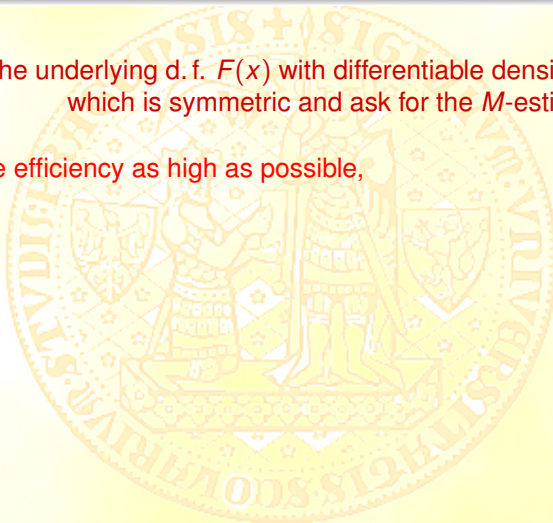 he underlying d. f. F(x) with differentiable densi
which is symmetric and ask for the M-esti
e efficiency as high as possible,